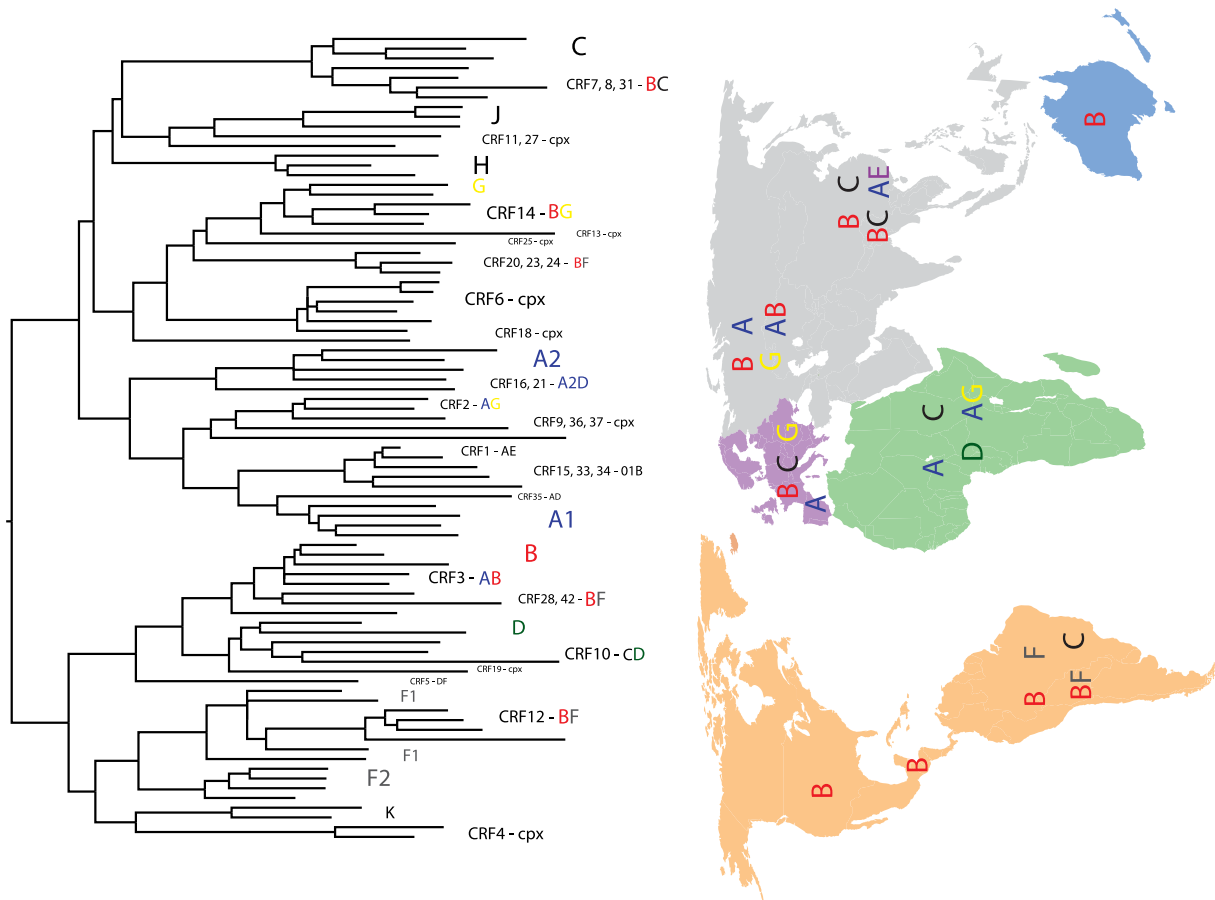 C
CRF7, 8, 31 - BC
J
CRF11, 27 - cpx
H
G
CRF14 - BG
CRF13 - cpx
CRF25 - cpx
CRF20, 23, 24 - BF
CRF6 - cpx
CRF18 - cpx
A2
CRF16, 21 - A2D
CRF2 - AG
CRF9, 36, 37 - cpx
CRF1 - AE
CRF15, 33, 34 - 01B
CRF35 - AD
A1
B
CRF3 - AB
CRF28, 42 - BF
D
CRF10 - CD
CRF19 - cpx
CRF5 - DF
F1
CRF12 - BF
F1
F2
K
CRF4 - cpx
B
C
AE
B
BC
A
AB
B
G
G
C
B
A
C
AG
A
D
F
C
B
BF
B
B